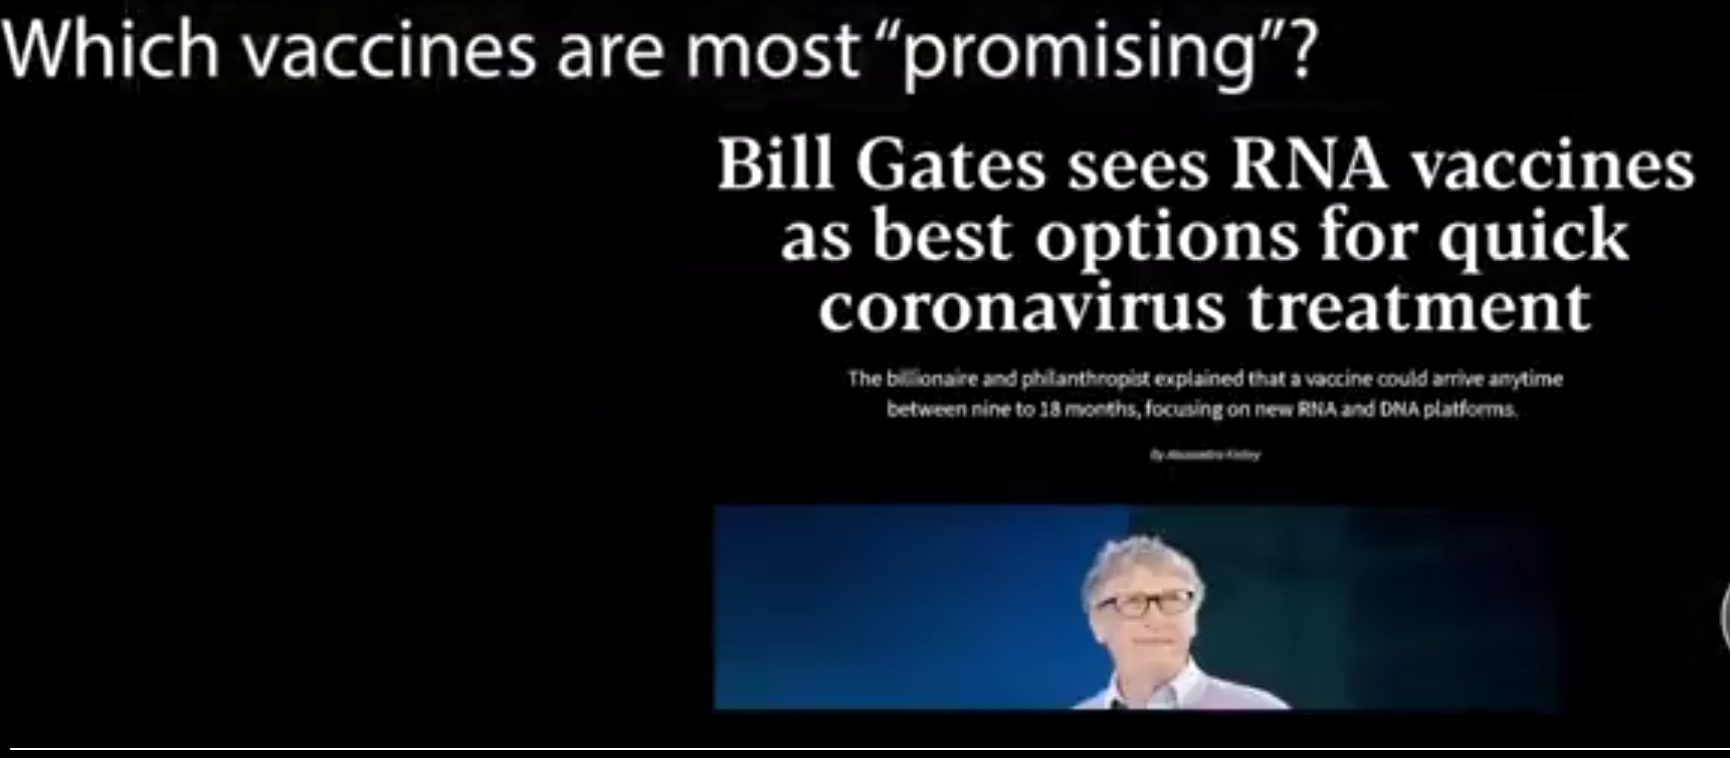 Which vaccines are most “promising”?
Bill Gates sees RNA vaccines
as best options for quick
coronavirus treatment
The billionaire and philanthropist explained that a vaccine could arrive anytime
between nine to 18 months, focusing on new RNA and DNA platforms.
By